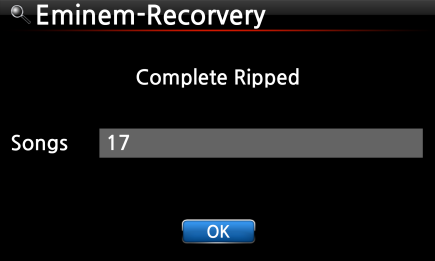 Eminem-Recorvery
Complete Ripped
Songs 17
OK